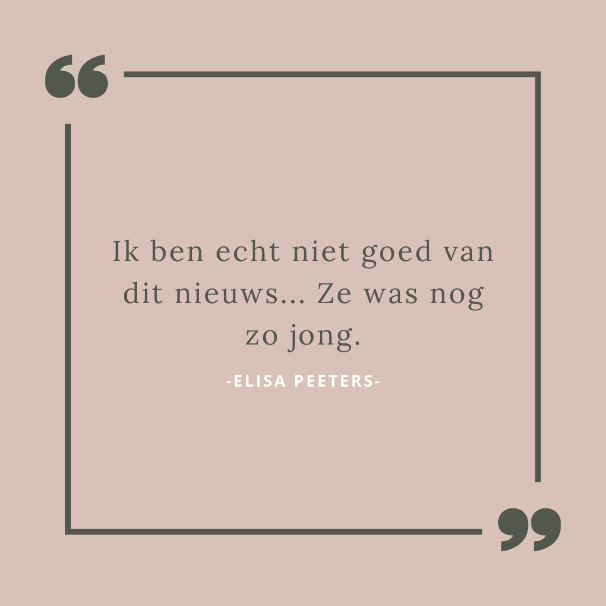 Ik ben echt niet goed van
dit nieuws... Ze was nog
zo jong.
-ELISA PEETERS-